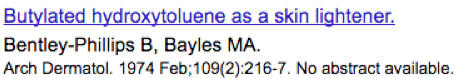 Butylated hydroxytoluene as a skin lightener.
Bentley-Phillips B, Bayles MA.
Arch Dermatol. 1974 Feb;109(2):216-7. No abstract available.